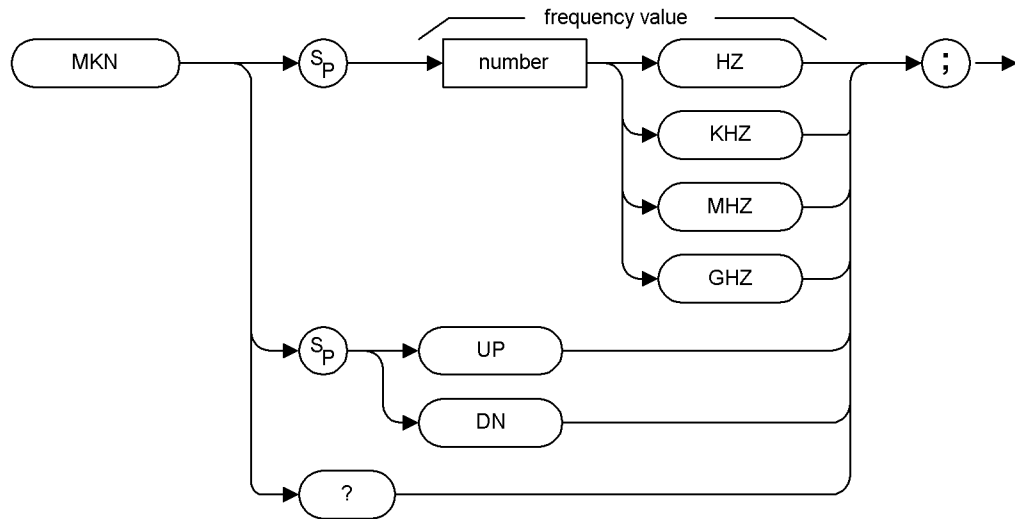 frequency value
MKN
SP
number
HZ
;
KHZ
MHZ
GHZ
SP
UP
DN
?